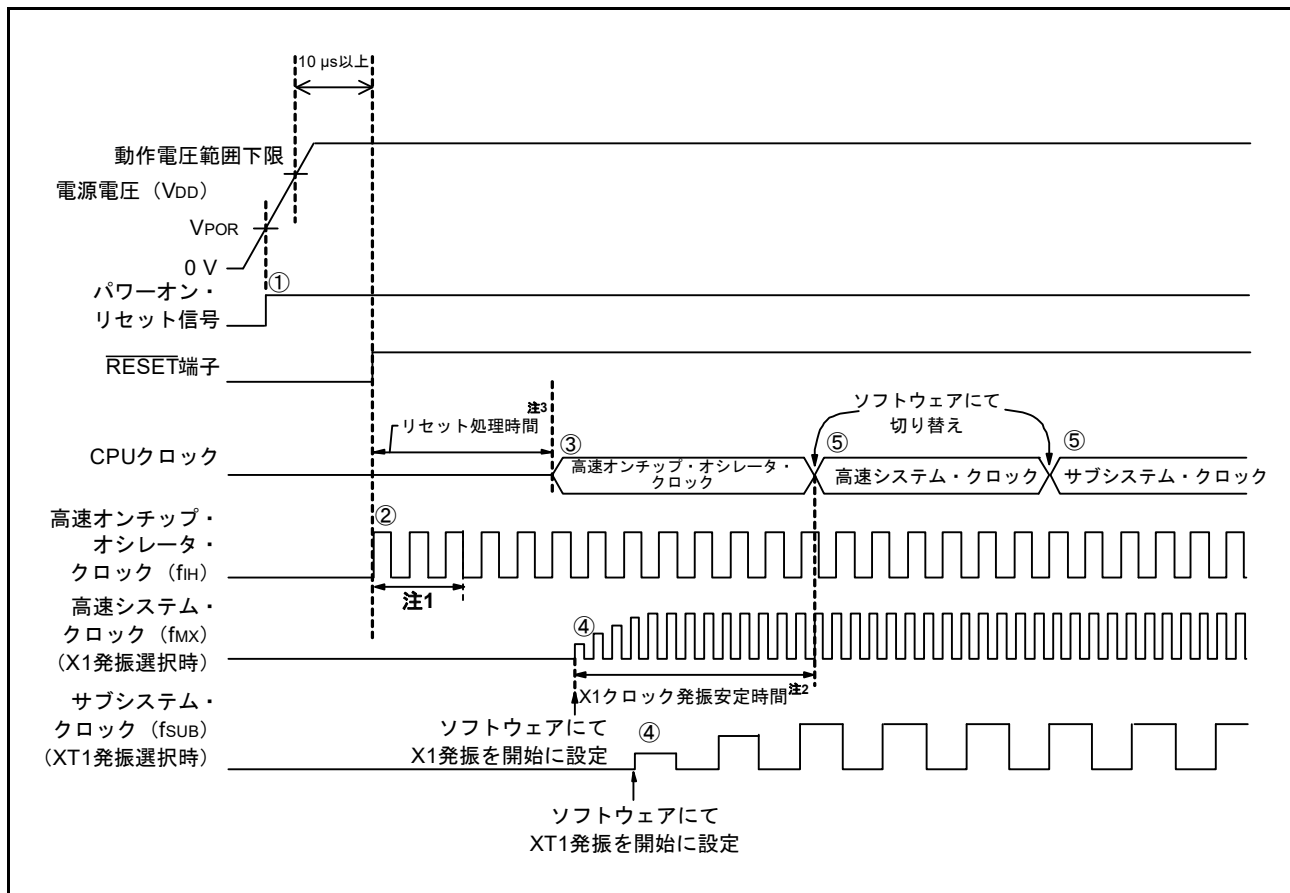 10 µs以上
動作電圧範囲下限
電源電圧（VDD）
VPOR
0 V
①
パワーオン・
リセット信号
RESET端子
注3
リセット処理時間
ソフトウェアにて
切り替え
CPUクロック
③
高速オンチップ・オシレータ・
クロック
⑤
高速システム・クロック
⑤
サブシステム・クロック
高速オンチップ・
オシレータ・
クロック（fIH）
②
注1
高速システム・
クロック（fMX）
（X1発振選択時）
④
X1クロック発振安定時間注2
ソフトウェアにて
X1発振を開始に設定
サブシステム・
クロック（fSUB）
（XT1発振選択時）
④
ソフトウェアにて
XT1発振を開始に設定